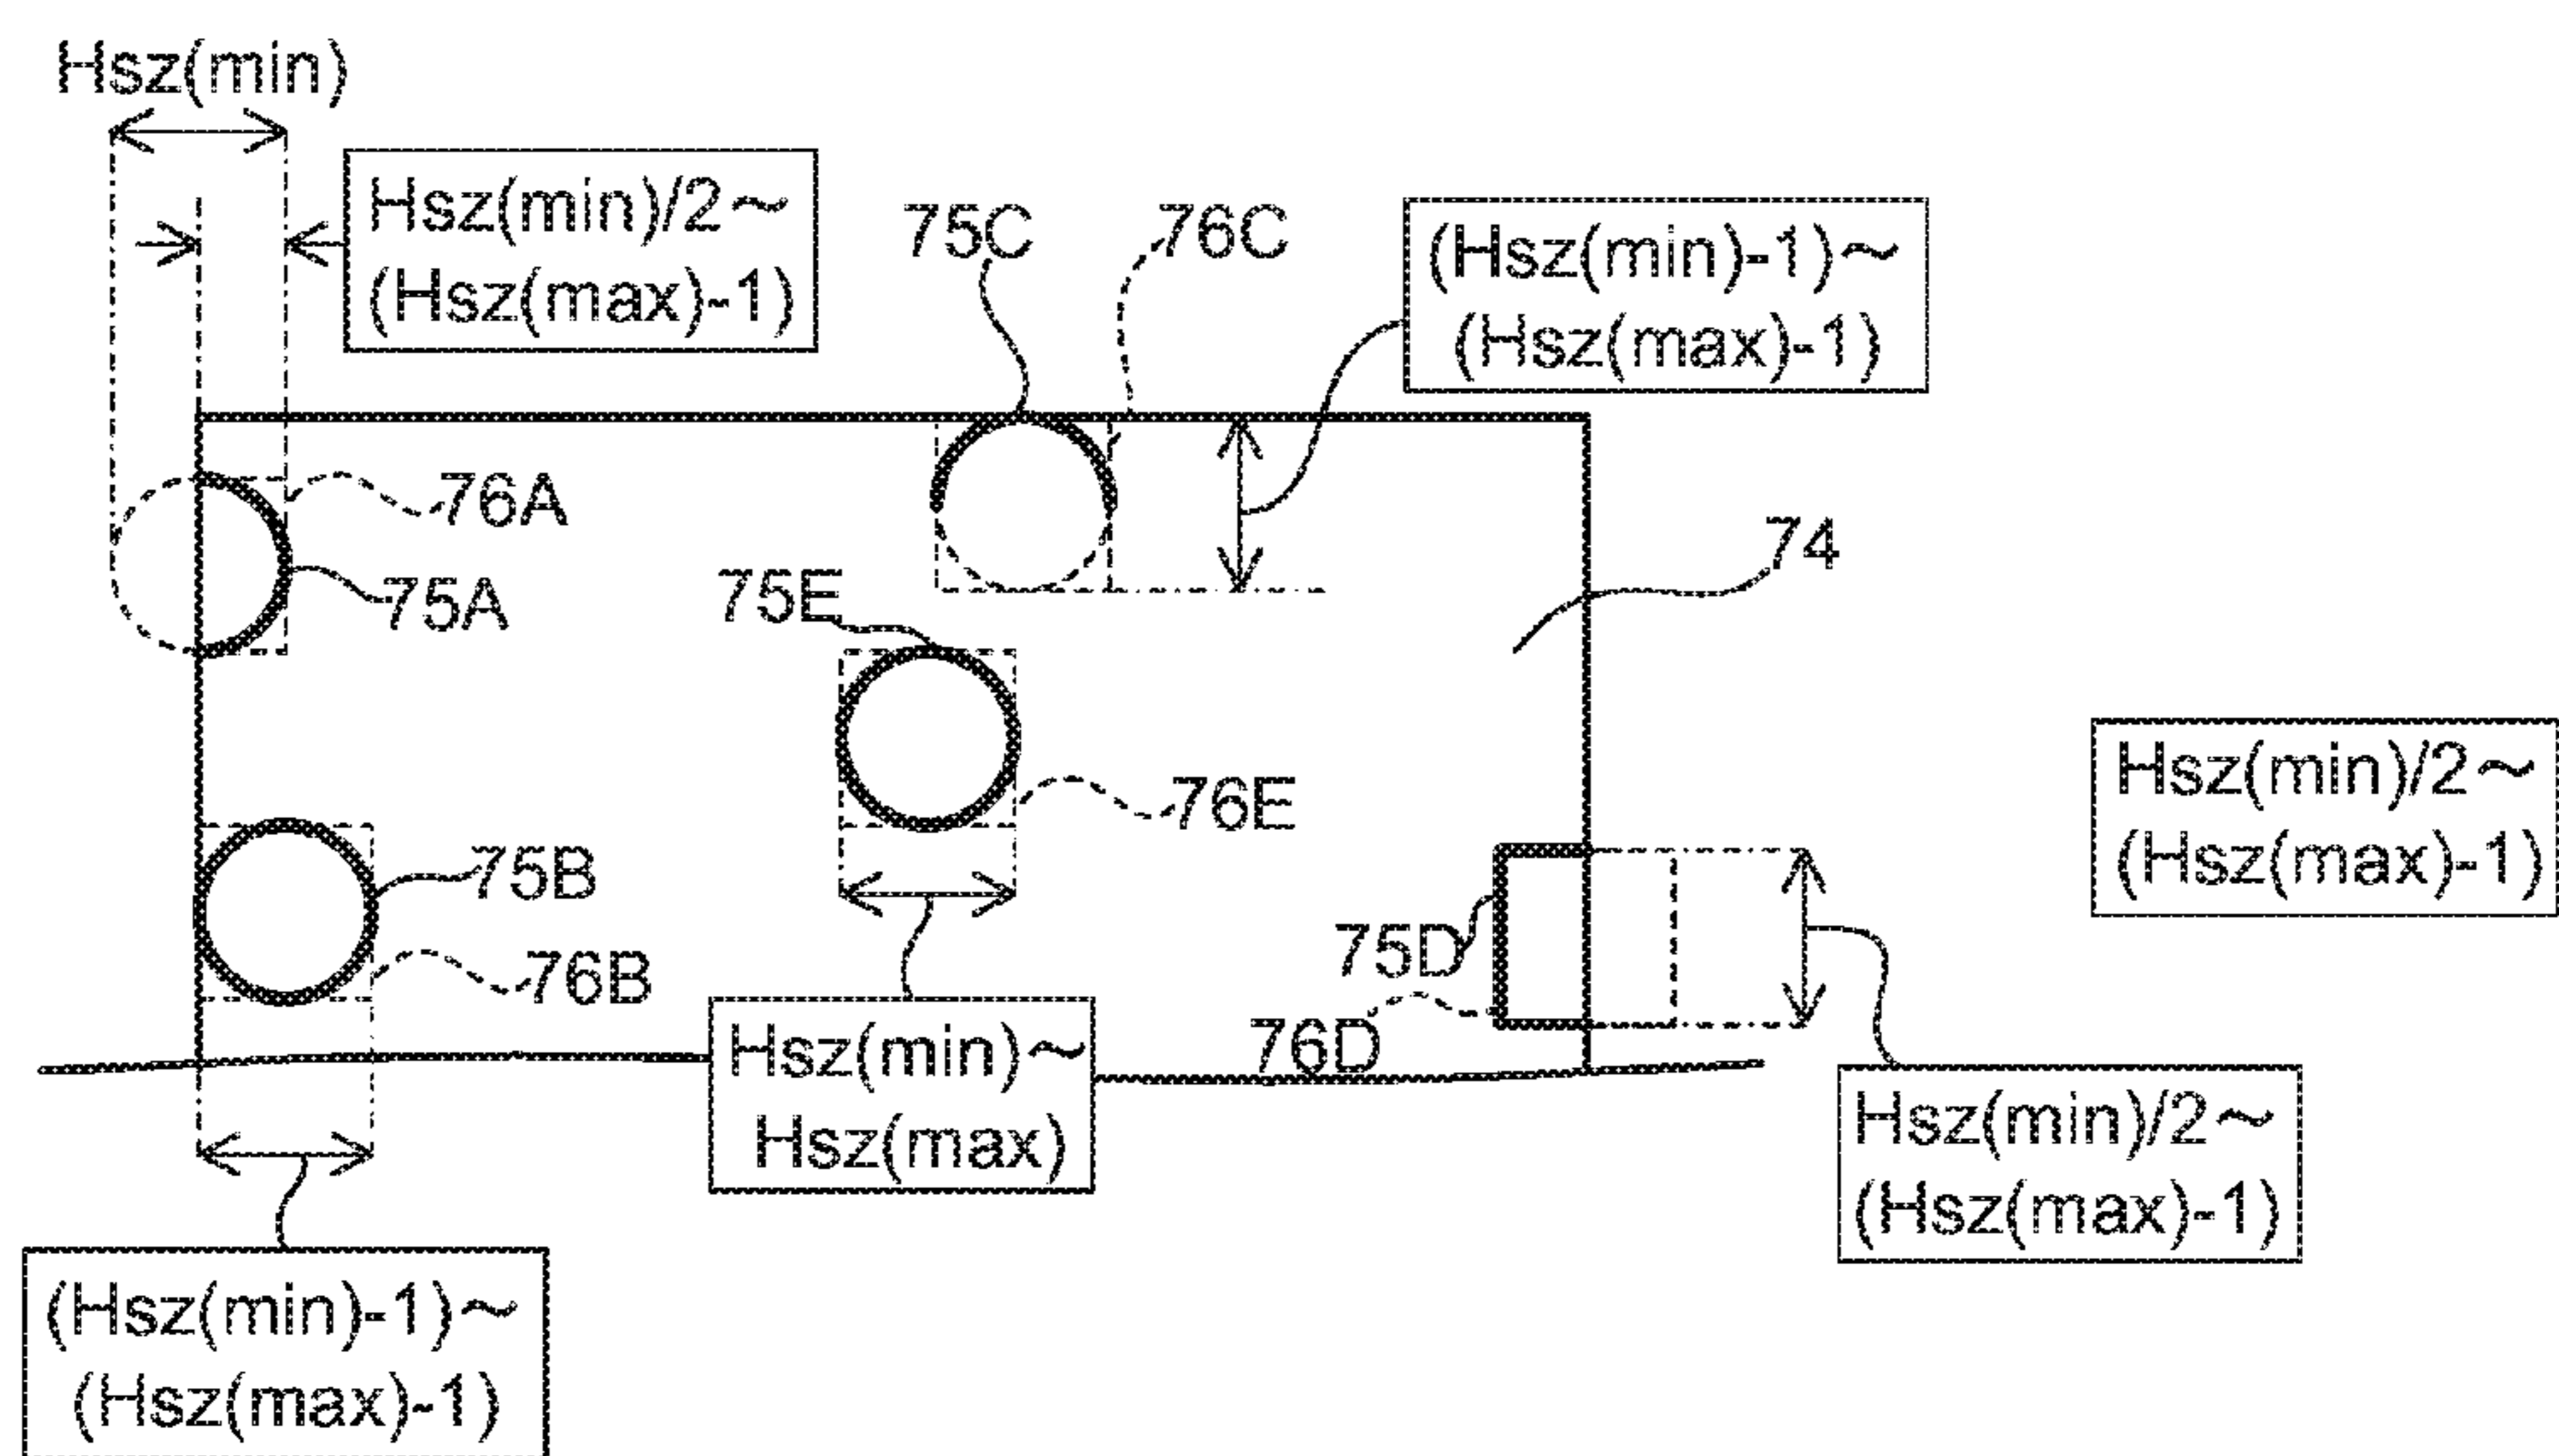 Hsz(min)
Hsz(min)/2~
(Hsz(max)-1)
75C
76C
(Hsz(min)-1)~
(Hsz(max)-1)
76A
75A
75E
74
76E
75B
76B
75D
76D
Hsz(min)/2~
(Hsz(max)-1)
Hsz(min)~
Hsz(max)
Hsz(min)/2~
(Hsz(max)-1)
(Hsz(min)-1)~
(Hsz(max)-1)